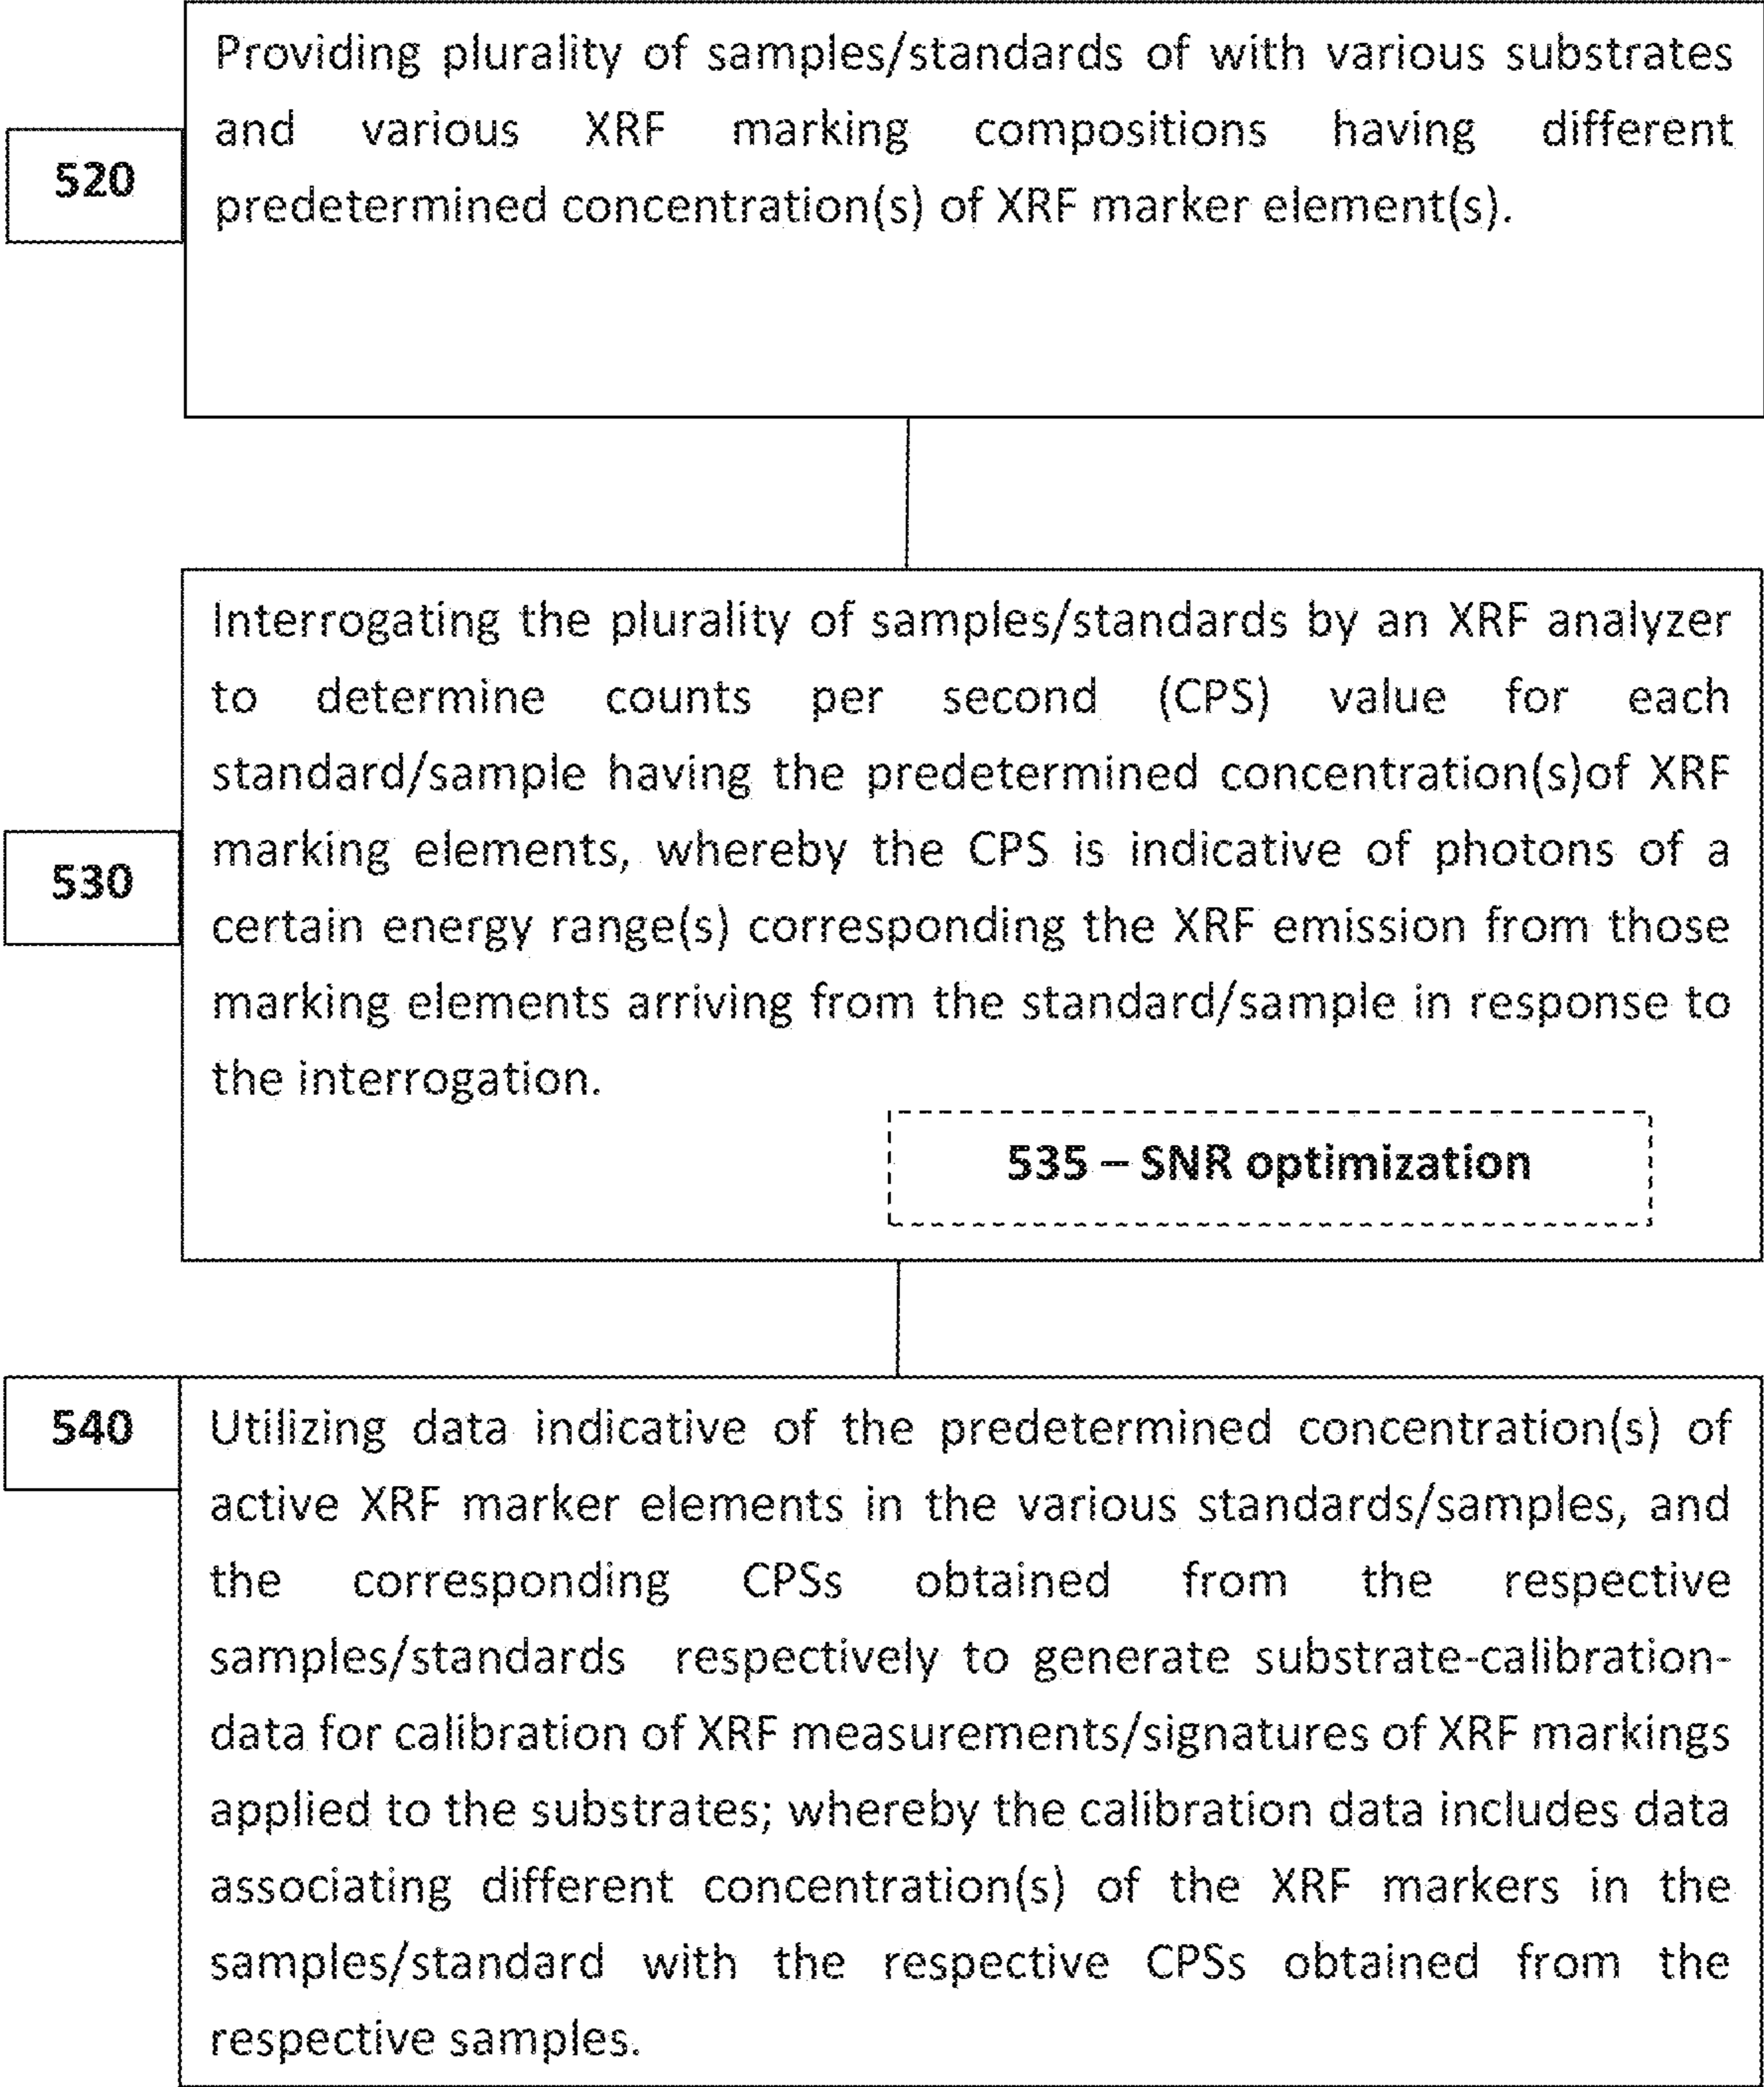 Providing plurality of samples/standards of with various substrates
and various XRF marking compositions having different
520
predetermined concentration(s) of XRF marker element(s).
Interrogating the plurality of samples/standards by an XRF analyzer
to determine counts per second (CPS) value for each
standard/sample having the predetermined concentration(s)of XRF
marking elements, whereby the CPS is indicative of photons of a
530
certain energy range(s) corresponding the XRF emission from those
marking elements arriving from the standard/sample in response to
the interrogation.
535 – SNR optimization
540
Utilizing data indicative of the predetermined concentration(s) of
active XRF marker elements in the various standards/samples, and
the corresponding CPSs obtained from the respective
samples/standards respectively to generate substrate-calibration-
data for calibration of XRF measurements/signatures of XRF markings
applied to the substrates; whereby the calibration data includes data
associating different concentration(s) of the XRF markers in the
samples/standard with the respective CPSs obtained from the
respective samples.